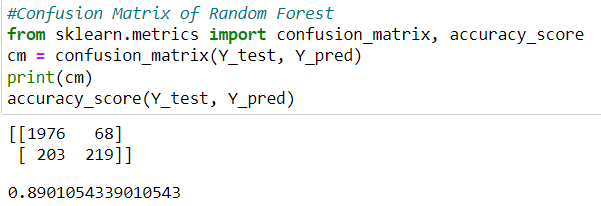 #Confusion Matrix of Random Forest
from sklearn.metrics import confusion_matrix, accuracy_score
cm = confusion_matrix(Y_test, Y_pred)
print(cm)
accuracy_score(Y_test, Y_pred)
[[1976   68]
 [ 203  219]]
0.8901054339010543